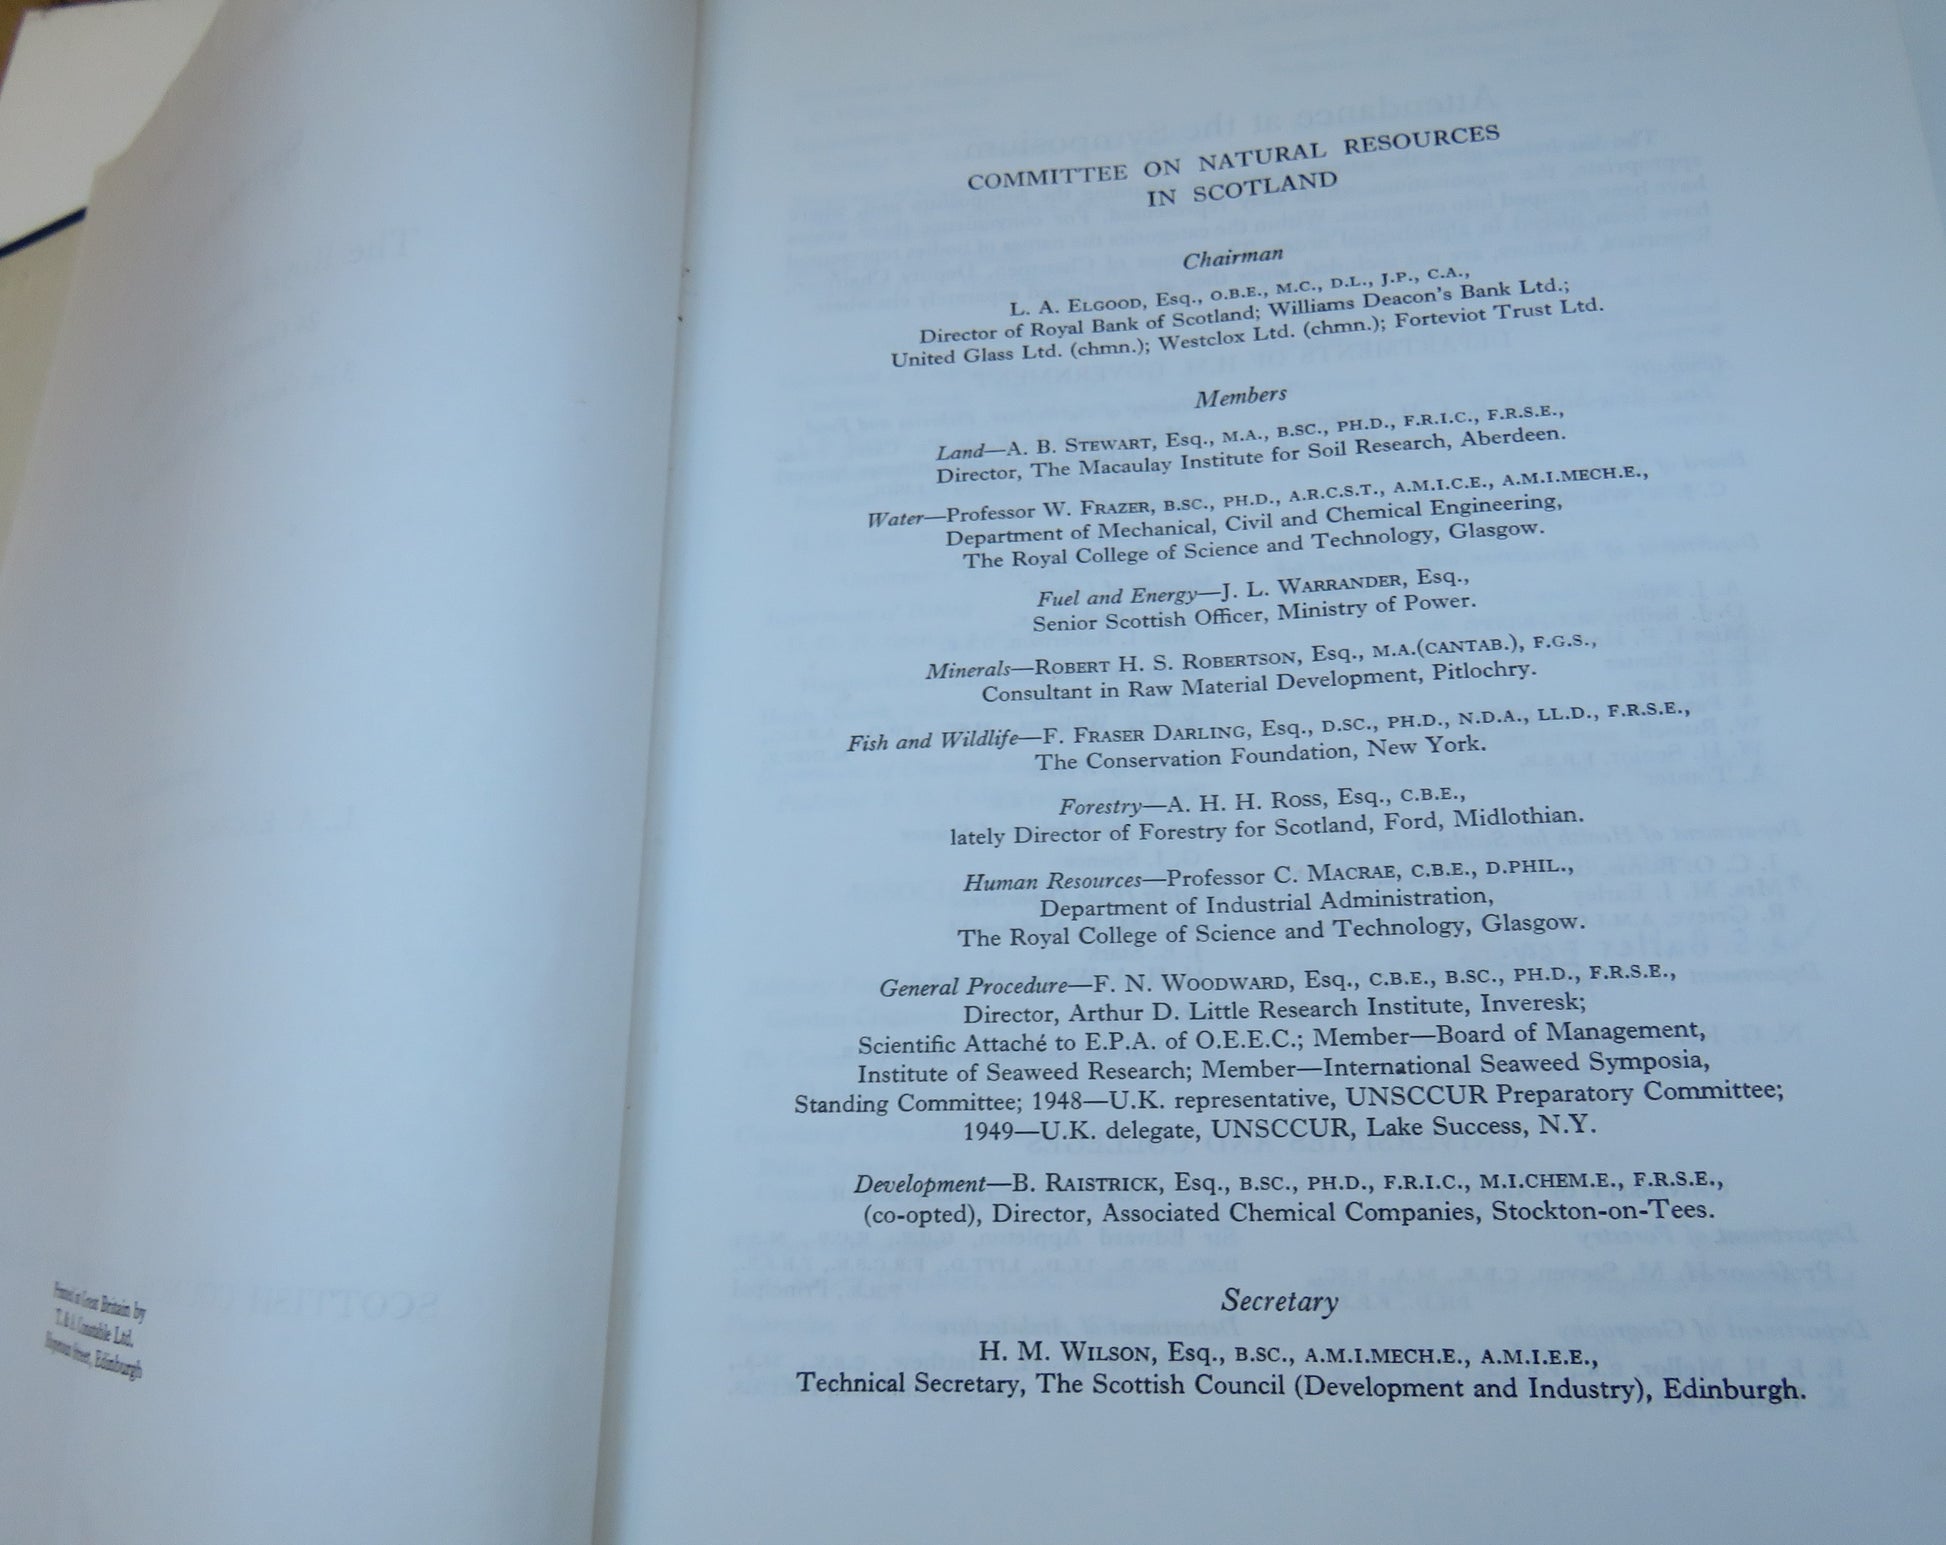 Printed in Great Britain by
T. & A. Constable Ltd.
Street, Edinburgh
COMMITTEE ON NATURAL RESOURCES
IN SCOTLAND
Chairman
L. A. ELGOOD, Esq., O.B.E., M.C., D.L., J.P., C.A.,
Director of Royal Bank of Scotland; Williams Deacon's Bank Ltd.;
United Glass Ltd. (chmn.); Westclox Ltd. (chmn.); Forteviot Trust Ltd.
Members
Land—A. B. STEWART, Esq., M.A., B.SC., PH.D., F.R.I.C., F.R.S.E.,
Director, The Macaulay Institute for Soil Research, Aberdeen.
Water—Professor W. FRAZER, B.SC., PH.D., A.R.C.S.T., A.M.I.C.E., A.M.I.MECH.E.,
Department of Mechanical, Civil and Chemical Engineering,
The Royal College of Science and Technology, Glasgow.
Fuel and Energy—J. L. WARRANDER, Esq.,
Senior Scottish Officer, Ministry of Power.
Minerals—ROBERT H. S. ROBERTSON, Esq., M.A.(CANTAB.), F.G.S.,
Consultant in Raw Material Development, Pitlochry.
Fish and Wildlife—F. FRASER DARLING, Esq., D.SC., PH.D., N.D.A., LL.D., F.R.S.E.,
The Conservation Foundation, New York.
Forestry—A. H. H. ROSS, Esq., C.B.E.,
lately Director of Forestry for Scotland, Ford, Midlothian.
Human Resources—Professor C. MACRAE, C.B.E., D.PHIL.,
Department of Industrial Administration,
The Royal College of Science and Technology, Glasgow.
General Procedure—F. N. WOODWARD, Esq., C.B.E., B.SC., PH.D., F.R.S.E.,
Director, Arthur D. Little Research Institute, Inveresk;
Scientific Attaché to E.P.A. of O.E.E.C.; Member—Board of Management,
Institute of Seaweed Research; Member—International Seaweed Symposia,
Standing Committee; 1948—U.K. representative, UNSCCUR Preparatory Committee;
1949—U.K. delegate, UNSCCUR, Lake Success, N.Y.
Development—B. RAISTRICK, Esq., B.SC., PH.D., F.R.I.C., M.I.CHEM.E., F.R.S.E.,
(co-opted), Director, Associated Chemical Companies, Stockton-on-Tees.
Secretary
H. M. WILSON, Esq., B.SC., A.M.I.MECH.E., A.M.I.E.E.,
Technical Secretary, The Scottish Council (Development and Industry), Edinburgh.